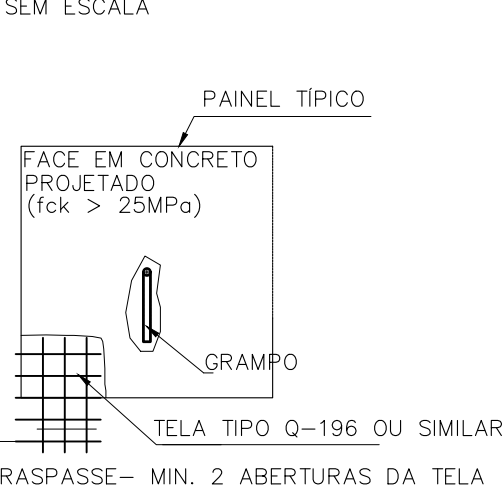 SEM ESCALA
PAINEL TÍPICO
FACE EM CONCRETO
PROJETADO
(fck > 25MPa)
GRAMPO
TELA TIPO Q-196 OU SIMILAR
RASPASSE- MIN. 2 ABERTURAS DA TELA